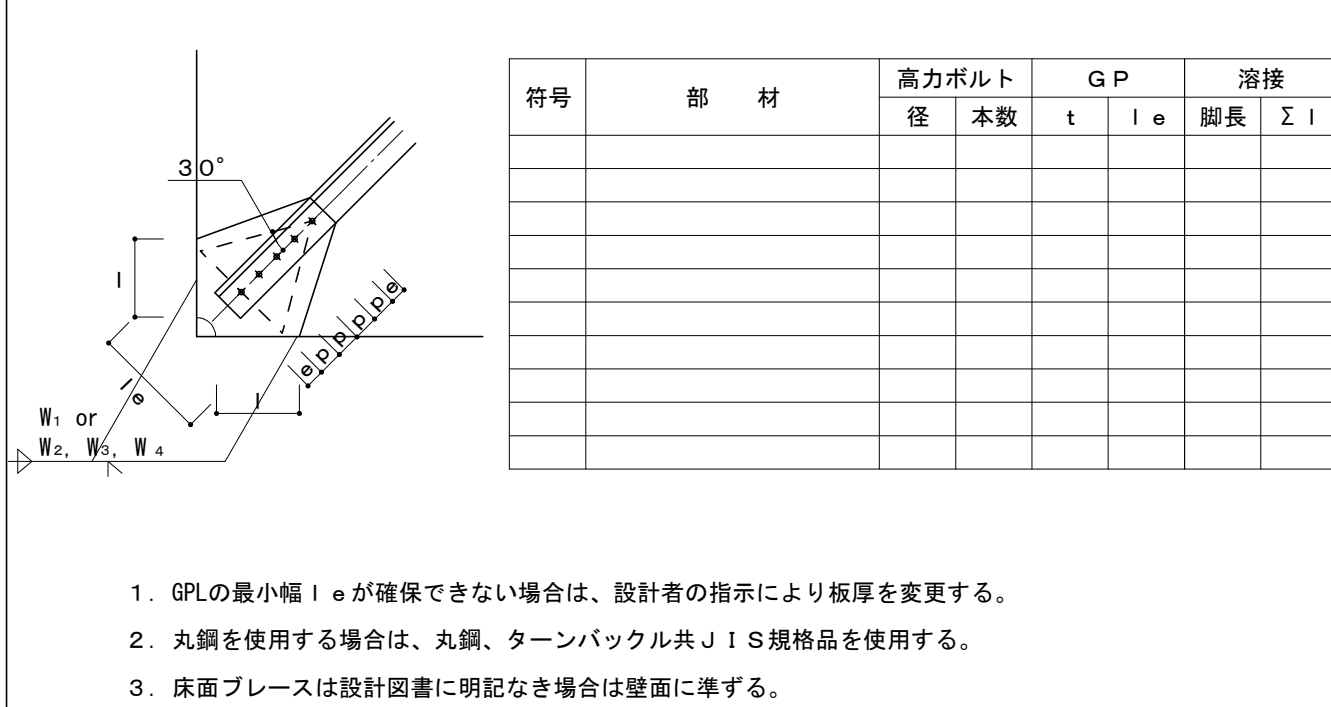 符号 部　材 高力ボルト ＧＰ 溶接
径 本数 ｔ ｌｅ 脚長 Σｌ
30°
ｌ
ｅｐｐｐｐｅ
ｌｅ
ｌ
W₁ or
W₂, W₃, W₄
１. GPLの最小幅ｌｅが確保できない場合は、設計者の指示により板厚を変更する。
２. 丸鋼を使用する場合は、丸鋼、ターンバックル共ＪＩＳ規格品を使用する。
３. 床面ブレースは設計図書に明記なき場合は壁面に準ずる。